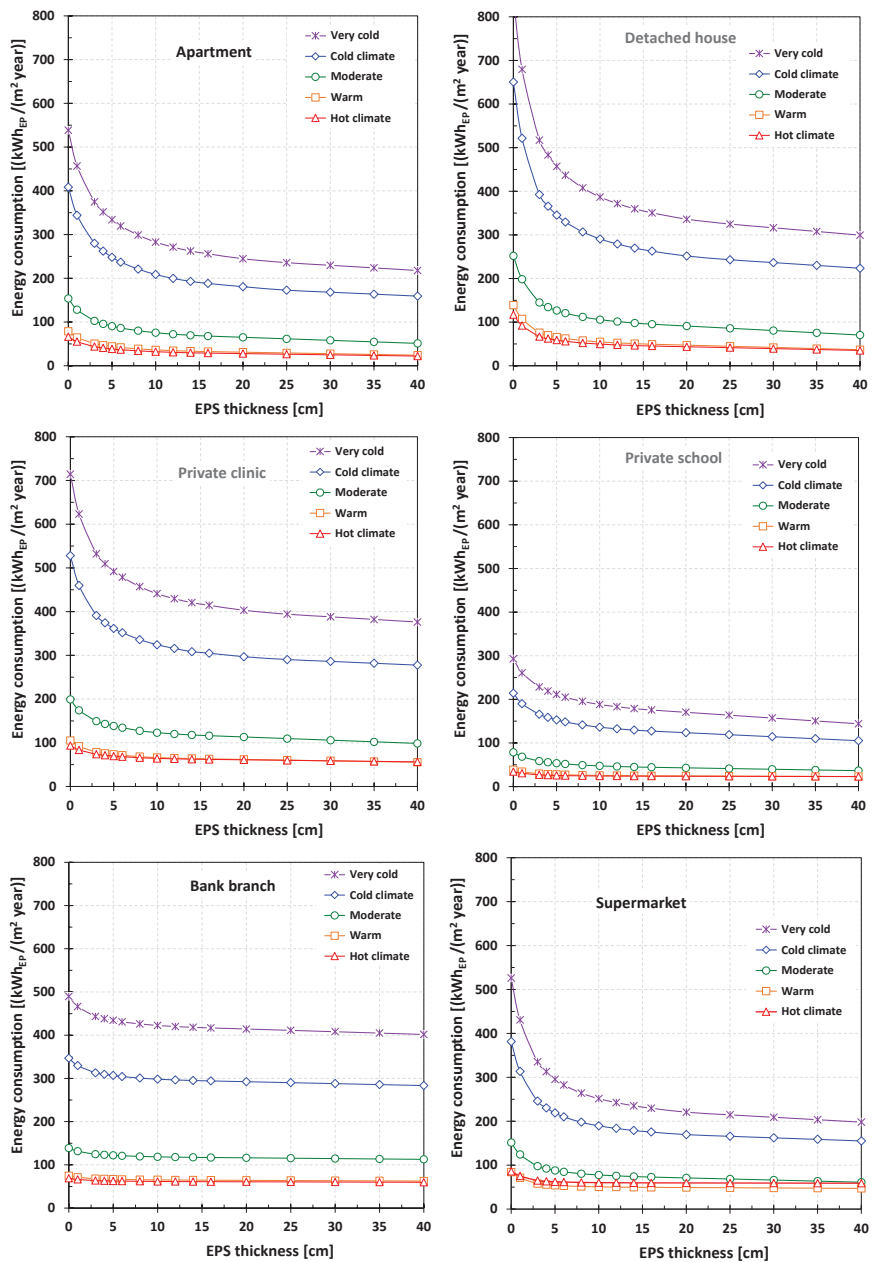 800
700
600
500
400
300
200
100
0
Energy consumption [(kWhEP /(m² year)]
Apartment
Very cold
Cold climate
Moderate
Warm
Hot climate
0 5 10 15 20 25 30 35 40
EPS thickness [cm]
800
700
600
500
400
300
200
100
0
Energy consumption [(kWhEP /(m² year)]
Detached house
Very cold
Cold climate
Moderate
Warm
Hot climate
0 5 10 15 20 25 30 35 40
EPS thickness [cm]
800
700
600
500
400
300
200
100
0
Energy consumption [(kWhEP /(m² year)]
Private clinic
Very cold
Cold climate
Moderate
Warm
Hot climate
0 5 10 15 20 25 30 35 40
EPS thickness [cm]
800
700
600
500
400
300
200
100
0
Energy consumption [(kWhEP /(m² year)]
Private school
Very cold
Cold climate
Moderate
Warm
Hot climate
0 5 10 15 20 25 30 35 40
EPS thickness [cm]
800
700
600
500
400
300
200
100
0
Energy consumption [(kWhEP /(m² year)]
Bank branch
Very cold
Cold climate
Moderate
Warm
Hot climate
0 5 10 15 20 25 30 35 40
EPS thickness [cm]
800
700
600
500
400
300
200
100
0
Energy consumption [(kWhEP /(m² year)]
Supermarket
Very cold
Cold climate
Moderate
Warm
Hot climate
0 5 10 15 20 25 30 35 40
EPS thickness [cm]